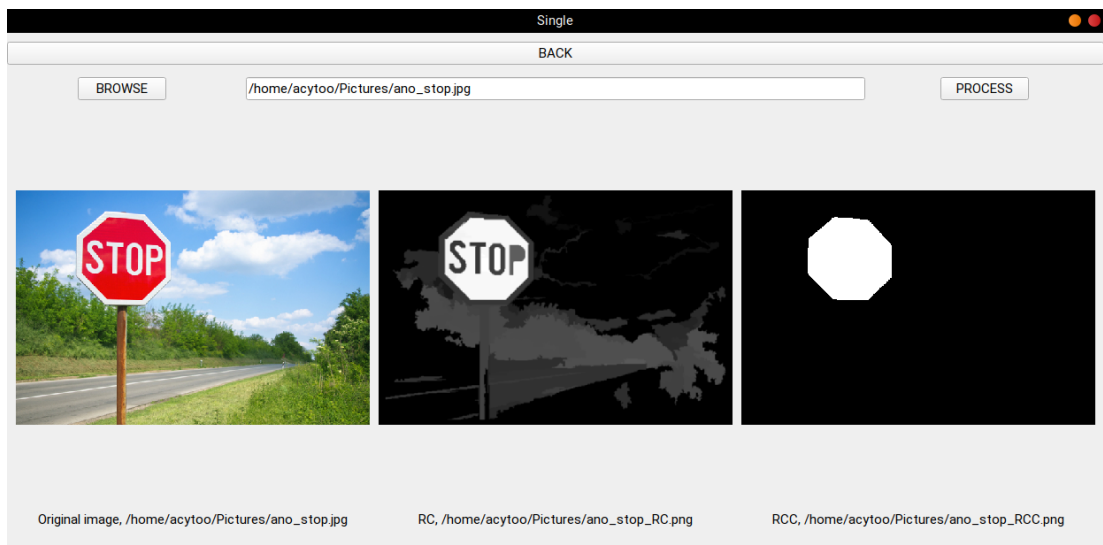 Single
BACK
BROWSE /home/acytoo/Pictures/ano_stop.jpg PROCESS
STOP STOP
Original image, /home/acytoo/Pictures/ano_stop.jpg RC, /home/acytoo/Pictures/ano_stop_RC.png RCC, /home/acytoo/Pictures/ano_stop_RCC.png